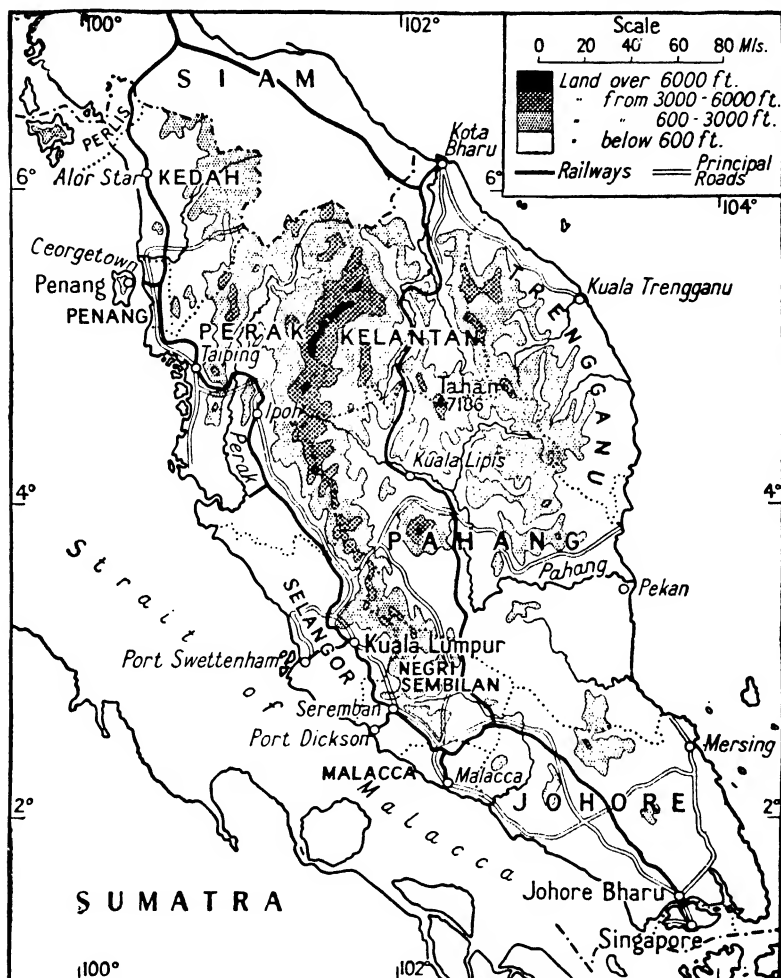 100°
102°
Scale
0 20 40 60 80 Mls.
Land over 6000 ft.
" from 3000-6000 ft.
" " 600-3000 ft.
" below 600 ft.
Railways
Principal Roads
SIAM
PERLIS
Kota
Bharu
Alor Star
KEDAH
6°
6°
104°
Georgetown
Penang
PENANG
Kuala Trengganu
TRENGGANU
PERAK
KELANTAN
Taiping
Tahan
7186
Ipoh
Perak
Kuala Lipis
4°
4°
PAHANG
Pahang
Pekan
Strait of Malacca
SELANGOR
Kuala Lumpur
Port Swettenham
NEGRI
SEMBILAN
Seremban
Port Dickson
Mersing
MALACCA
Malacca
2°
JOHORE
2°
SUMATRA
Johore Bharu
Singapore
100°
102°